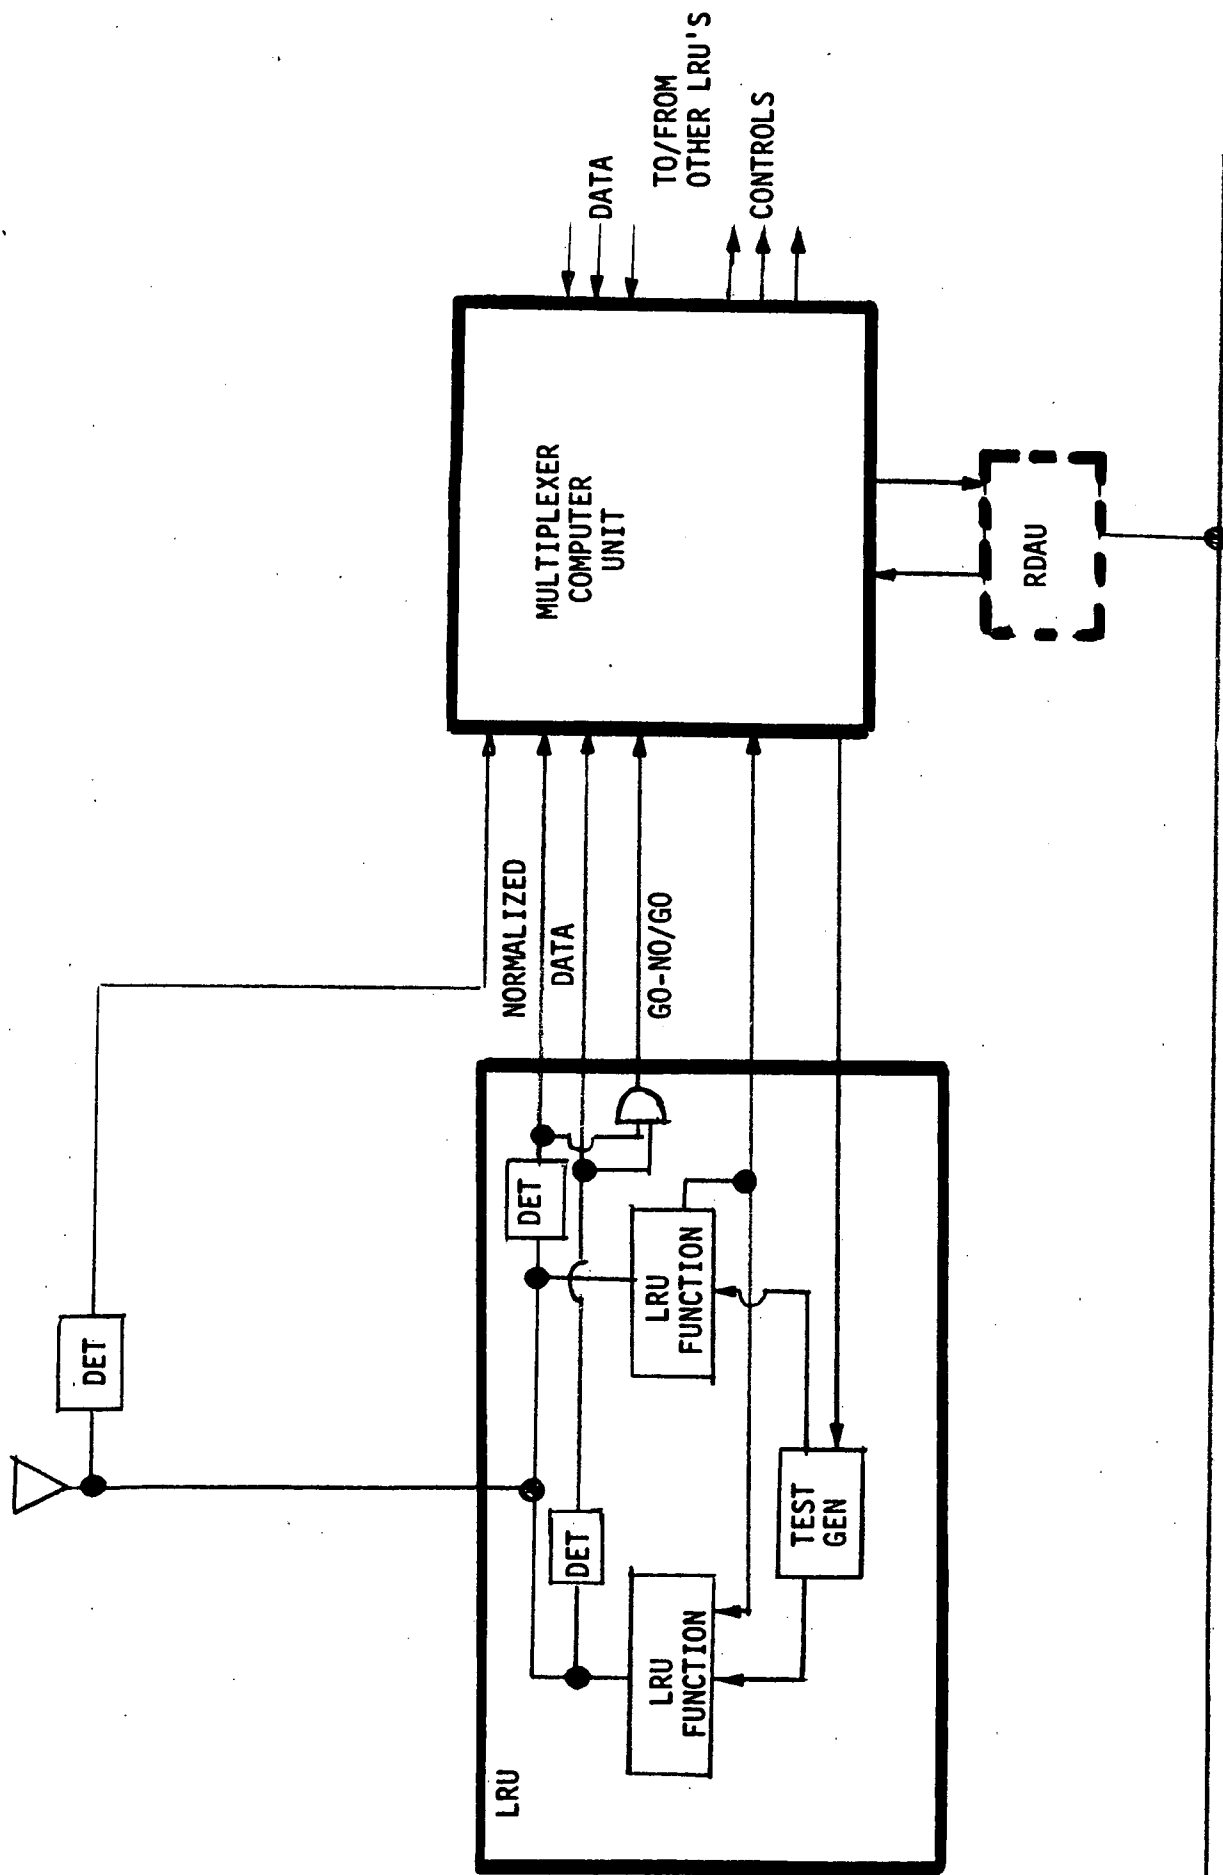 DET
LRU
DET
DET
LRU
FUNCTION
LRU
FUNCTION
TEST
GEN
NORMALIZED
DATA
GO-NO/GO
MULTIPLEXER
COMPUTER
UNIT
DATA
TO/FROM
OTHER LRU'S
CONTROLS
RDAU